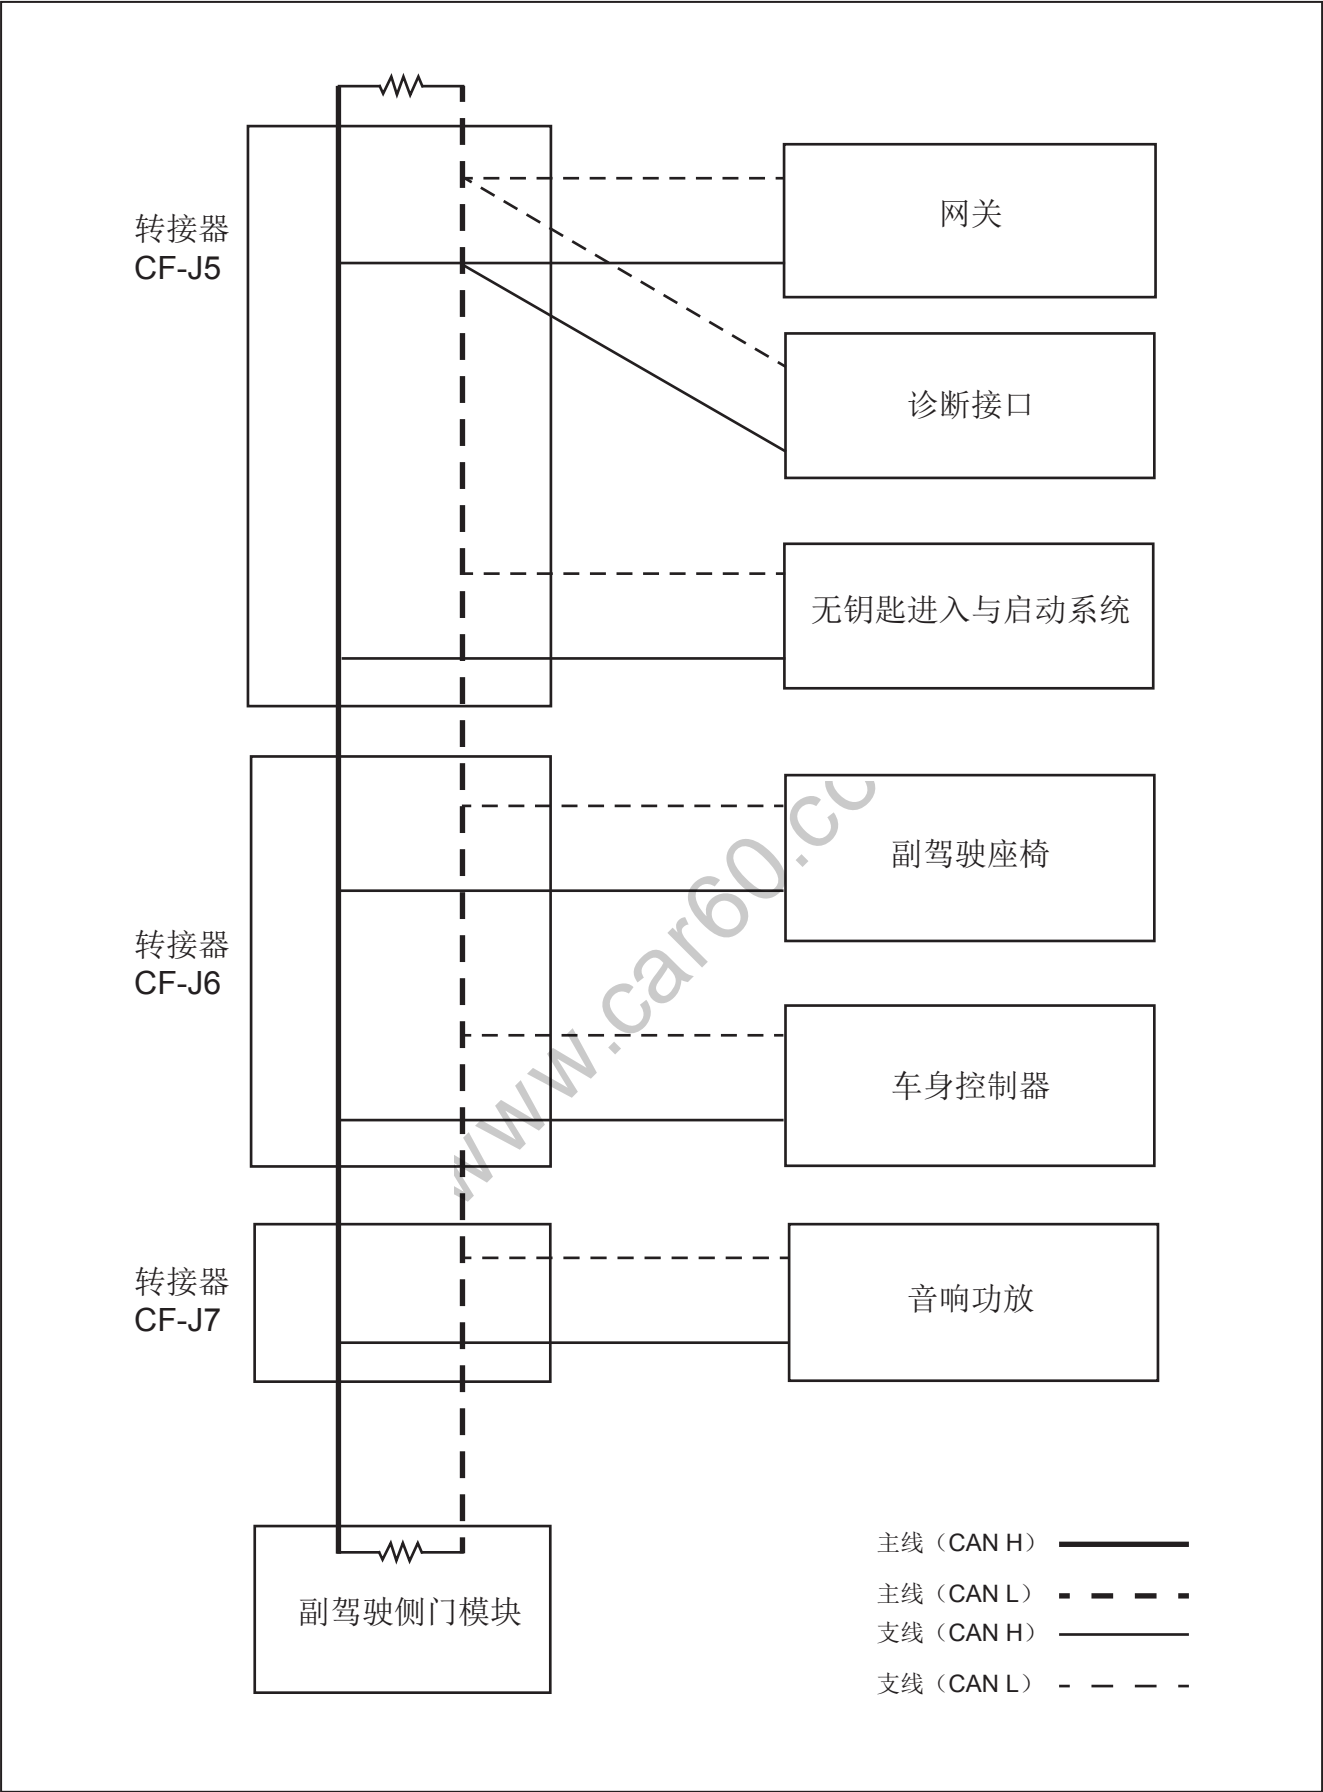 转接器
CF-J5
网关
诊断接口
无钥匙进入与启动系统
副驾驶座椅
转接器
CF-J6
车身控制器
转接器
CF-J7
音响功放
副驾驶侧门模块
主线（CAN H）
主线（CAN L）
支线（CAN H）
支线（CAN L）
www.car60.co